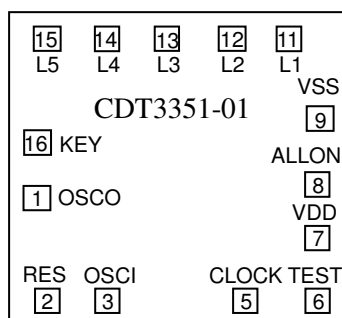 15 14 13 12 11
L5 L4 L3 L2 L1
VSS
CDT3351-01
9
16 KEY
ALLON
1 OSCO
8
VDD
7
RES OSCI CLOCK TEST
2 3 5 6